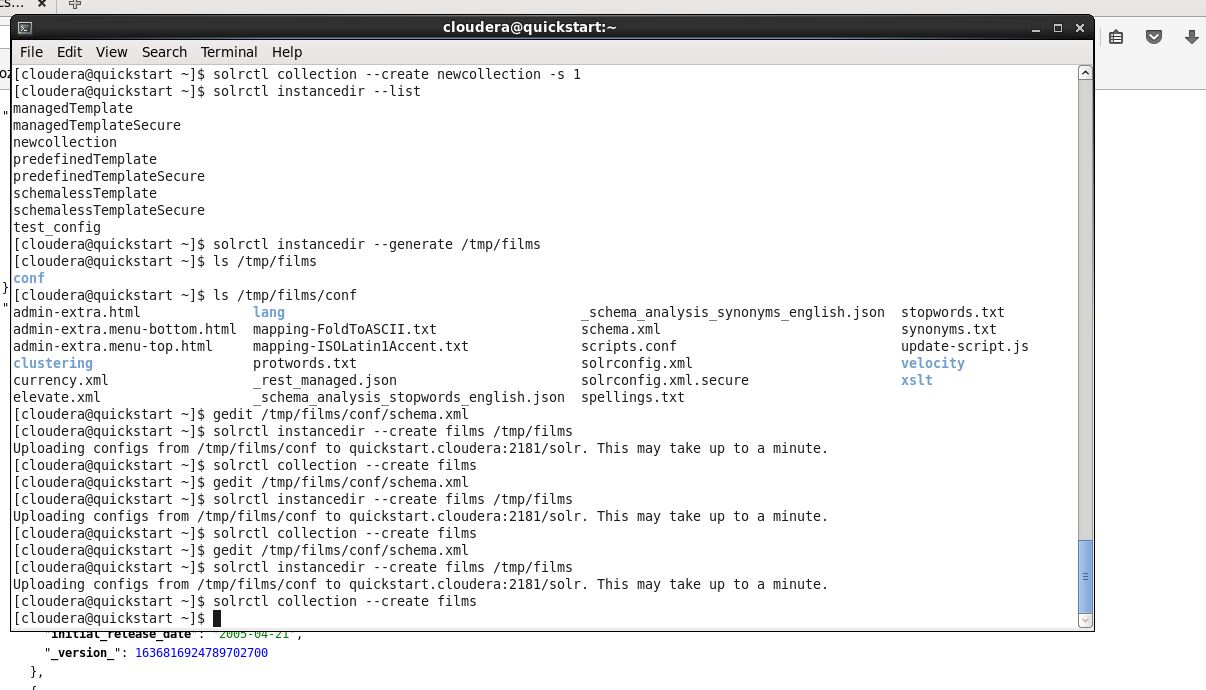 cs...
cloudera@quickstart:~
File Edit View Search Terminal Help
[cloudera@quickstart ~]$ solrctl collection --create newcollection -s 1
[cloudera@quickstart ~]$ solrctl instancedir --list
managedTemplate
managedTemplateSecure
newcollection
predefinedTemplate
predefinedTemplateSecure
schemalessTemplate
schemalessTemplateSecure
test_config
[cloudera@quickstart ~]$ solrctl instancedir --generate /tmp/films
[cloudera@quickstart ~]$ ls /tmp/films
conf
[cloudera@quickstart ~]$ ls /tmp/films/conf
admin-extra.html lang _schema_analysis_synonyms_english.json stopwords.txt
admin-extra.menu-bottom.html mapping-FoldToASCII.txt schema.xml synonyms.txt
admin-extra.menu-top.html mapping-ISOLatin1Accent.txt scripts.conf update-script.js
clustering protwords.txt solrconfig.xml velocity
currency.xml _rest_managed.json solrconfig.xml.secure xslt
elevate.xml _schema_analysis_stopwords_english.json spellings.txt
[cloudera@quickstart ~]$ gedit /tmp/films/conf/schema.xml
[cloudera@quickstart ~]$ solrctl instancedir --create films /tmp/films
Uploading configs from /tmp/films/conf to quickstart.cloudera:2181/solr. This may take up to a minute.
[cloudera@quickstart ~]$ solrctl collection --create films
[cloudera@quickstart ~]$ gedit /tmp/films/conf/schema.xml
[cloudera@quickstart ~]$ solrctl instancedir --create films /tmp/films
Uploading configs from /tmp/films/conf to quickstart.cloudera:2181/solr. This may take up to a minute.
[cloudera@quickstart ~]$ solrctl collection --create films
[cloudera@quickstart ~]$ gedit /tmp/films/conf/schema.xml
[cloudera@quickstart ~]$ solrctl instancedir --create films /tmp/films
Uploading configs from /tmp/films/conf to quickstart.cloudera:2181/solr. This may take up to a minute.
[cloudera@quickstart ~]$ solrctl collection --create films
[cloudera@quickstart ~]$
"initial_release_date": "2005-04-21",
"_version_": 1636816924789702700
},
{